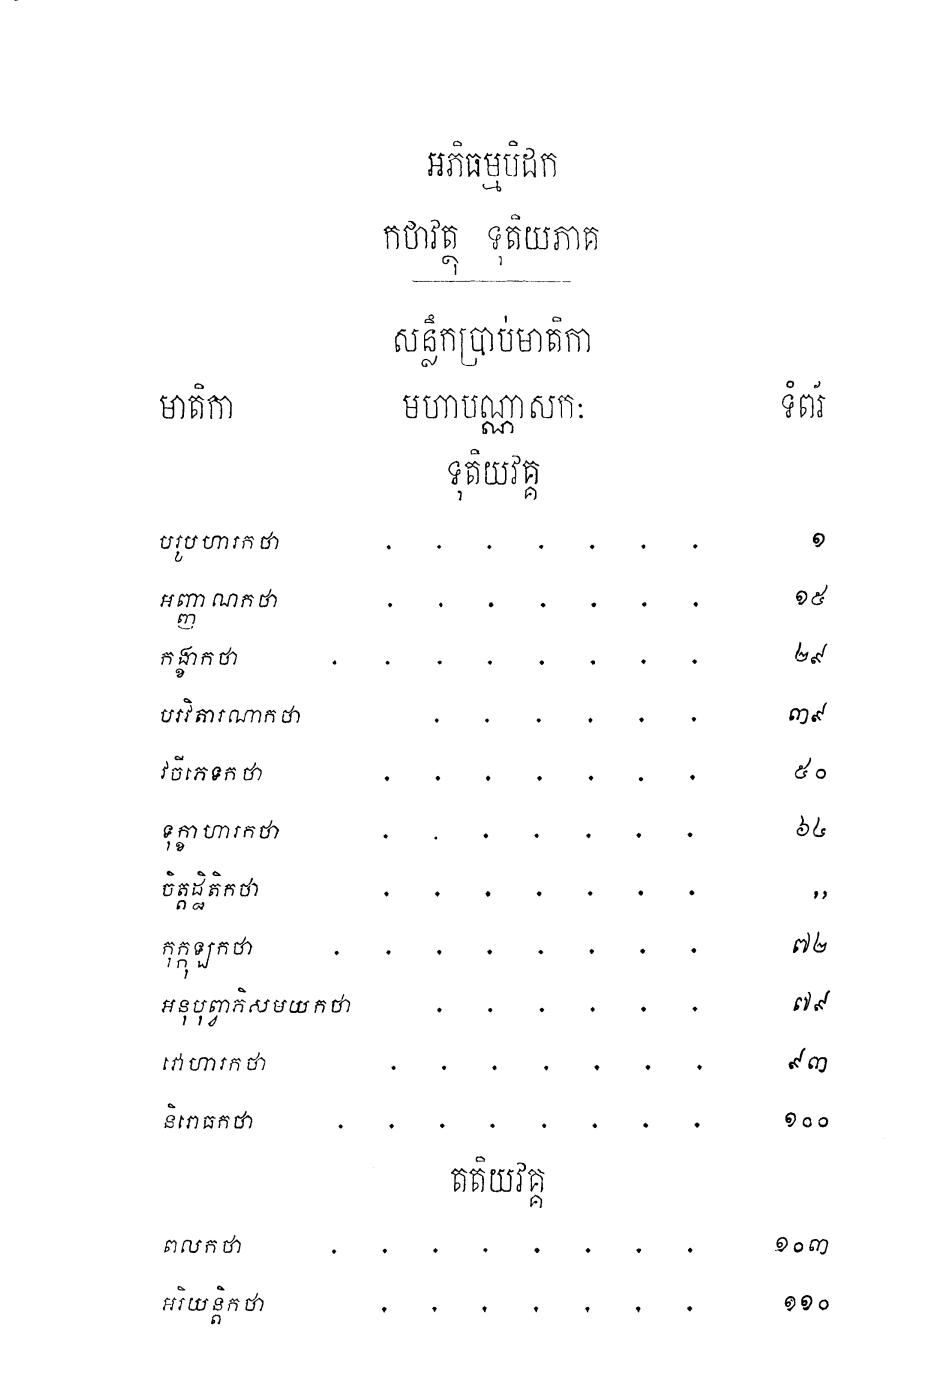 អភិធម្មបិដក
កថាវត្ថុ ទុតិយភាគ
សន្លឹកប្រាប់មាតិកា
មាតិកា មហាបណ្ណាសកៈ ទំព័រ
ទុតិយវគ្គ
បរូបហារកថា . . . . . . . ១
អញ្ញាណកថា . . . . . . . ១៥
កង្ខាកថា . . . . . . . . ២៩
បរវិតារណាកថា . . . . . . ៣៩
វចីភេទកថា . . . . . . . ៥០
ទុក្ខាហារកថា . . . . . . . ៦៤
ចិត្តដ្ឋិតិកថា . . . . . . . ,,
កុក្កុឡកថា . . . . . . . . ៧២
អនុបុព្វាភិសមយកថា . . . . . . ៧៩
វោហារកថា . . . . . . . ៩៣
និរោធកថា . . . . . . . . ១០០
តតិយវគ្គ
ពលកថា . . . . . . . . ១០៣
អរិយន្តិកថា . . . . . . . ១១០